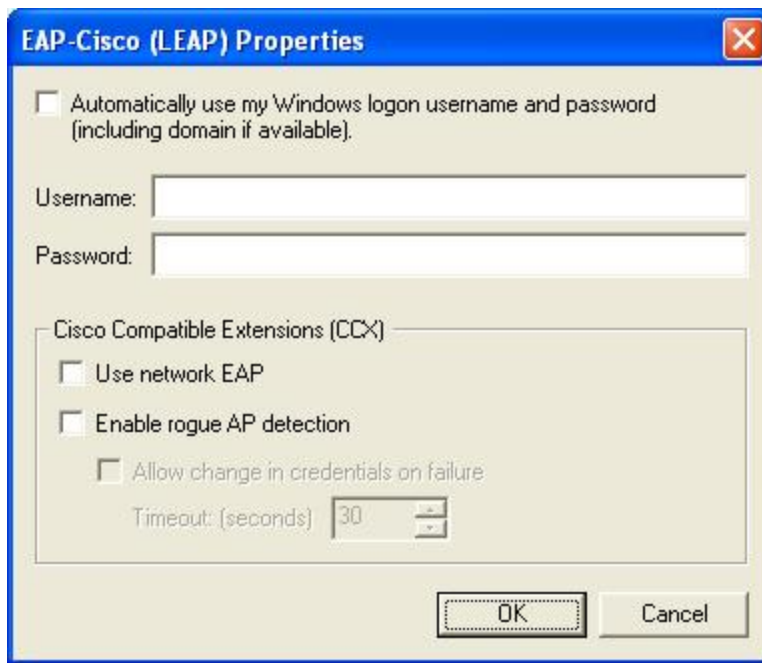 EAP-Cisco (LEAP) Properties
Automatically use my Windows logon username and password
(including domain if available).
Username:
Password:
Cisco Compatible Extensions (CCX)
Use network EAP
Enable rogue AP detection
Allow change in credentials on failure
Timeout: (seconds) 30
OK Cancel